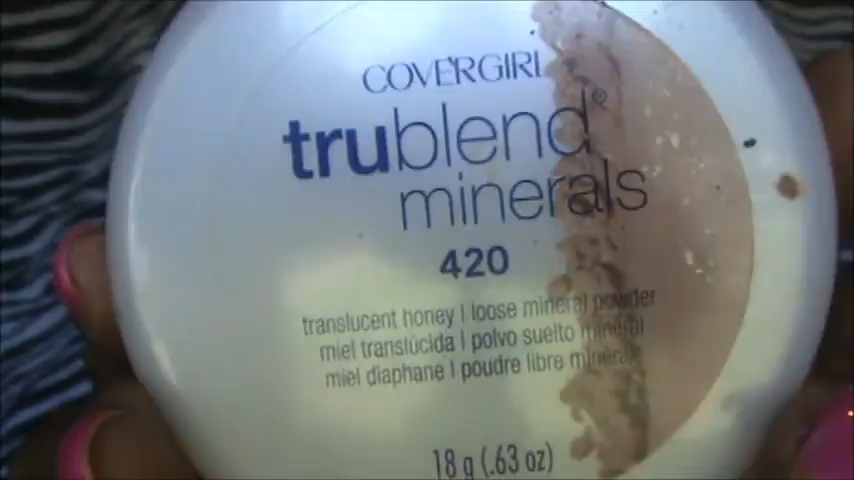 COVERGIRL
trublend®
minerals
420
translucent honey | loose mineral powder
miel translúcida | polvo suelto mineral
miel diaphane | poudre libre minérale
18 g (.63 oz)